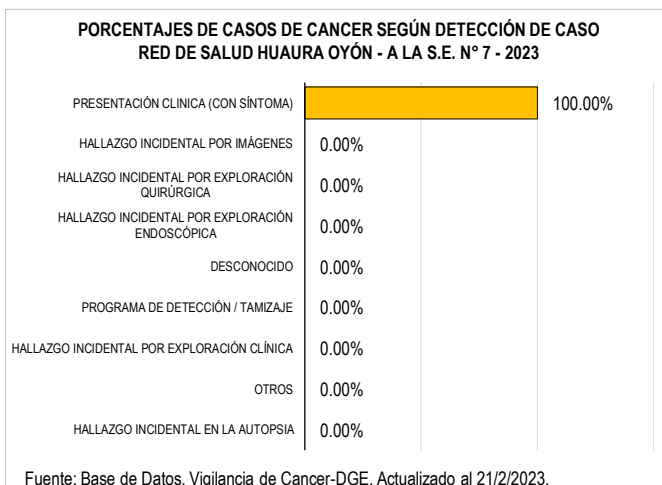 PORCENTAJES DE CASOS DE CANCER SEGÚN DETECCIÓN DE CASO
RED DE SALUD HUAURA OYÓN - A LA S.E. N° 7 - 2023
PRESENTACIÓN CLINICA (CON SÍNTOMA) 100.00%
HALLAZGO INCIDENTAL POR IMÁGENES 0.00%
HALLAZGO INCIDENTAL POR EXPLORACIÓN
QUIRÚRGICA 0.00%
HALLAZGO INCIDENTAL POR EXPLORACIÓN
ENDOSCÓPICA 0.00%
DESCONOCIDO 0.00%
PROGRAMA DE DETECCIÓN / TAMIZAJE 0.00%
HALLAZGO INCIDENTAL POR EXPLORACIÓN CLÍNICA 0.00%
OTROS 0.00%
HALLAZGO INCIDENTAL EN LA AUTOPSIA 0.00%
Fuente: Base de Datos, Vigilancia de Cancer-DGE. Actualizado al 21/2/2023.